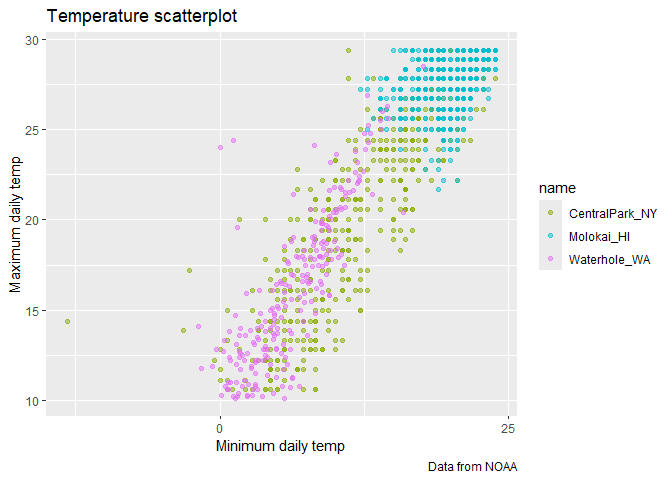 Temperature scatterplot
30
25
20
15
10
Maximum daily temp
0
25
Minimum daily temp
name
CentralPark_NY
Molokai_HI
Waterhole_WA
Data from NOAA